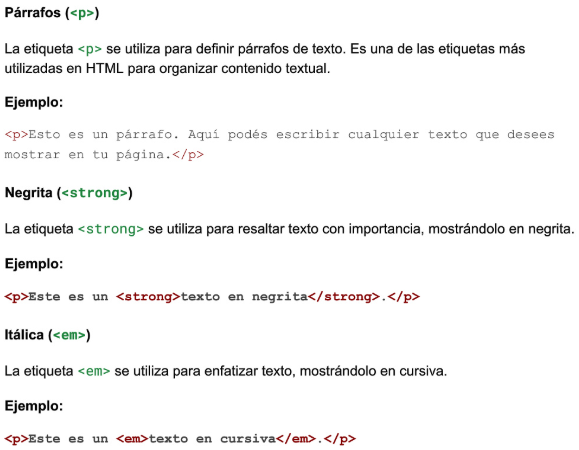 Párrafos (<p>)
La etiqueta <p> se utiliza para definir párrafos de texto. Es una de las etiquetas más
utilizadas en HTML para organizar contenido textual.
Ejemplo:
<p>Esto es un párrafo. Aquí podés escribir cualquier texto que desees
mostrar en tu página.</p>
Negrita (<strong>)
La etiqueta <strong> se utiliza para resaltar texto con importancia, mostrándolo en negrita.
Ejemplo:
<p>Este es un <strong>texto en negrita</strong>.</p>
Itálica (<em>)
La etiqueta <em> se utiliza para enfatizar texto, mostrándolo en cursiva.
Ejemplo:
<p>Este es un <em>texto en cursiva</em>.</p>